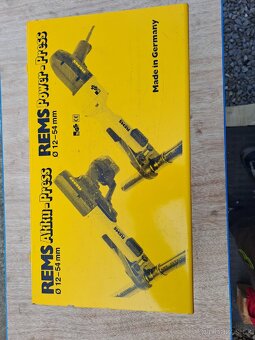 REMS Akku-Press
Ø 12-54 mm
REMS Power-Press
Ø 12-54 mm
Made in Germany